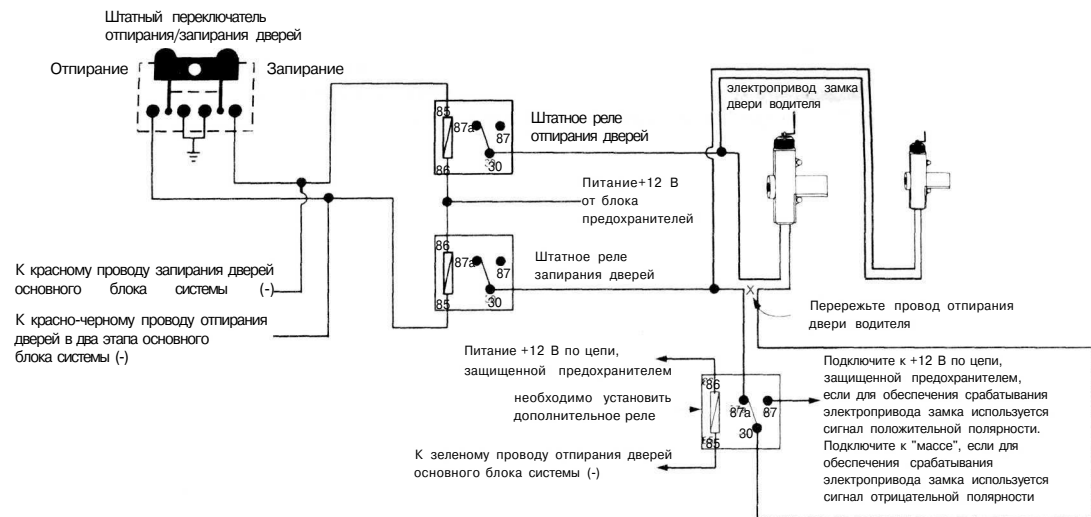 Штатный переключатель
отпирания/запирания дверей
Отпирание
Запирание
85
87а
87
86
30
Штатное реле
отпирания дверей
электропривод замка
двери водителя
Питание+12 В
от блока
предохранителей
86
87а
87
85
30
Штатное реле
запирания дверей
К красному проводу запирания дверей
основного блока системы (-)
К красно-черному проводу отпирания
дверей в два этапа основного
блока системы (-)
X
Перережьте провод отпирания
двери водителя
Питание +12 В по цепи,
защищенной предохранителем
необходимо установить
дополнительное реле
К зеленому проводу отпирания дверей
основного блока системы (-)
86
87а
87
30
85
Подключите к +12 В по цепи,
защищенной предохранителем,
если для обеспечения срабатывания
электропривода замка используется
сигнал положительной полярности.
Подключите к "массе", если для
обеспечения срабатывания
электропривода замка используется
сигнал отрицательной полярности